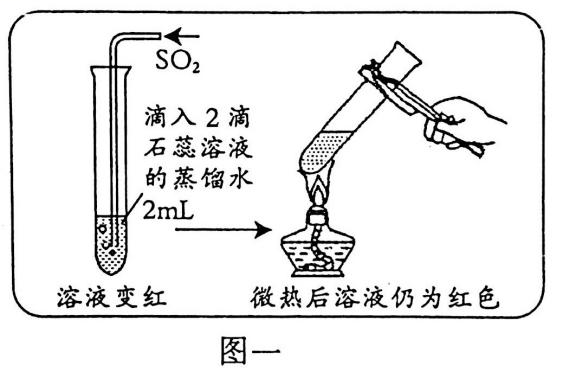 SO₂
滴入2滴
石蕊溶液
的蒸馏水
2mL
溶液变红
微热后溶液仍为红色
图一